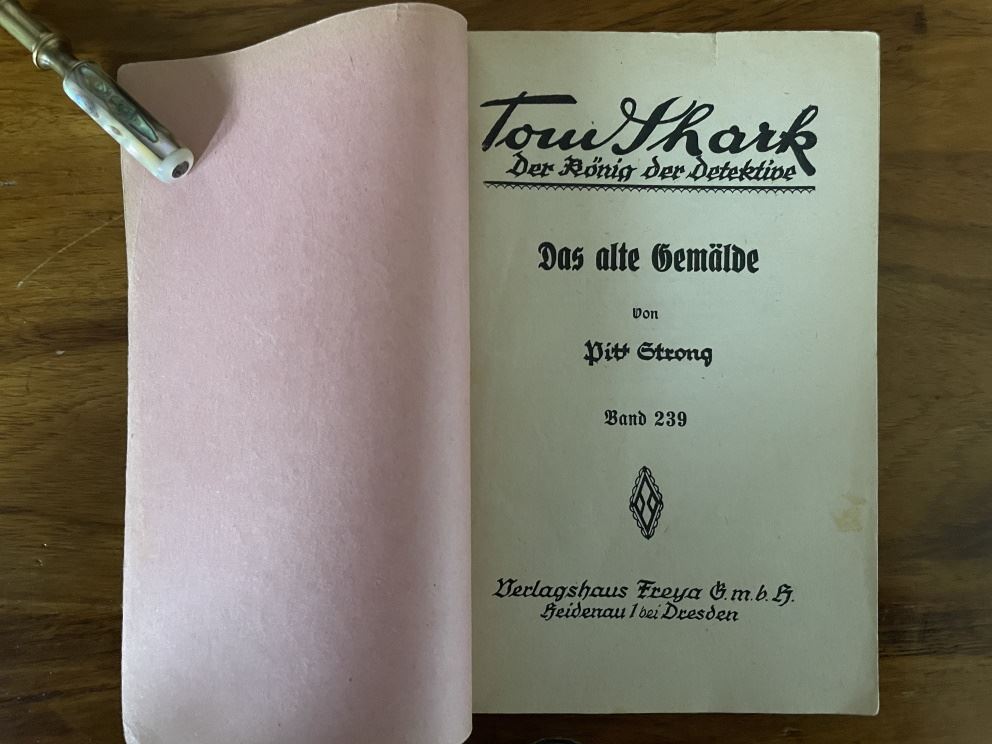 Tom Shark
Der König der Detektive
Das alte Gemälde
von
Pitt Strong
Band 239
Verlagshaus Freya G.m.b.H.
Heidenau 1 bei Dresden